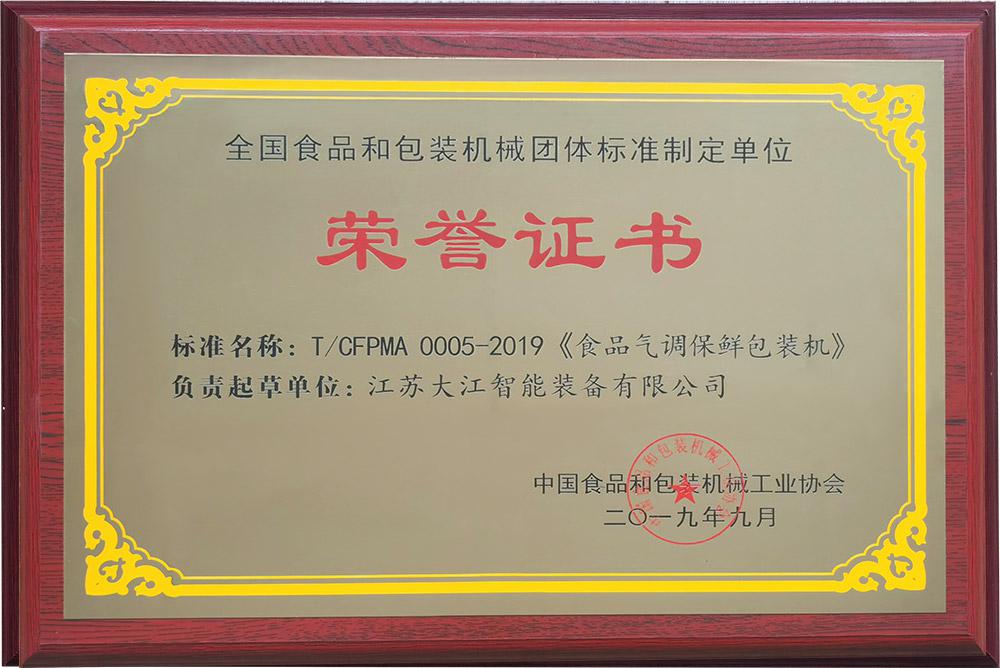 全国食品和包装机械团体标准制定单位
荣誉证书
标准名称：T/CFPMA 0005-2019《食品气调保鲜包装机》
负责起草单位：江苏大江智能装备有限公司
中国食品和包装机械工业协会
二〇一九年九月